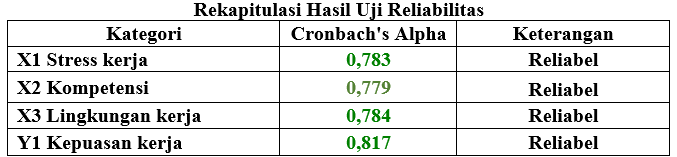 Rekapitulasi Hasil Uji Reliabilitas
Kategori Cronbach's Alpha Keterangan
X1 Stress kerja 0,783 Reliabel
X2 Kompetensi 0,779 Reliabel
X3 Lingkungan kerja 0,784 Reliabel
Y1 Kepuasan kerja 0,817 Reliabel